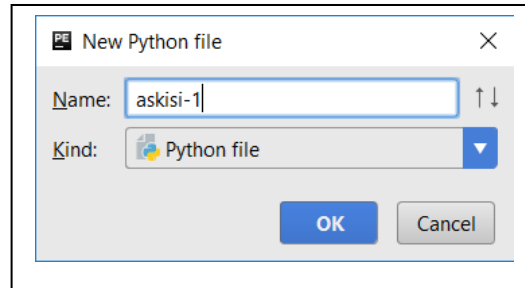 PE New Python file
Name: askisi-1
Kind: Python file
OK Cancel